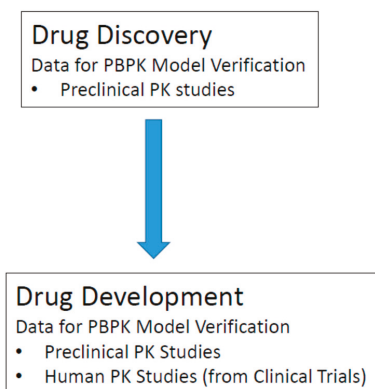 Drug Discovery
Data for PBPK Model Verification
• Preclinical PK studies
Drug Development
Data for PBPK Model Verification
• Preclinical PK Studies
• Human PK Studies (from Clinical Trials)